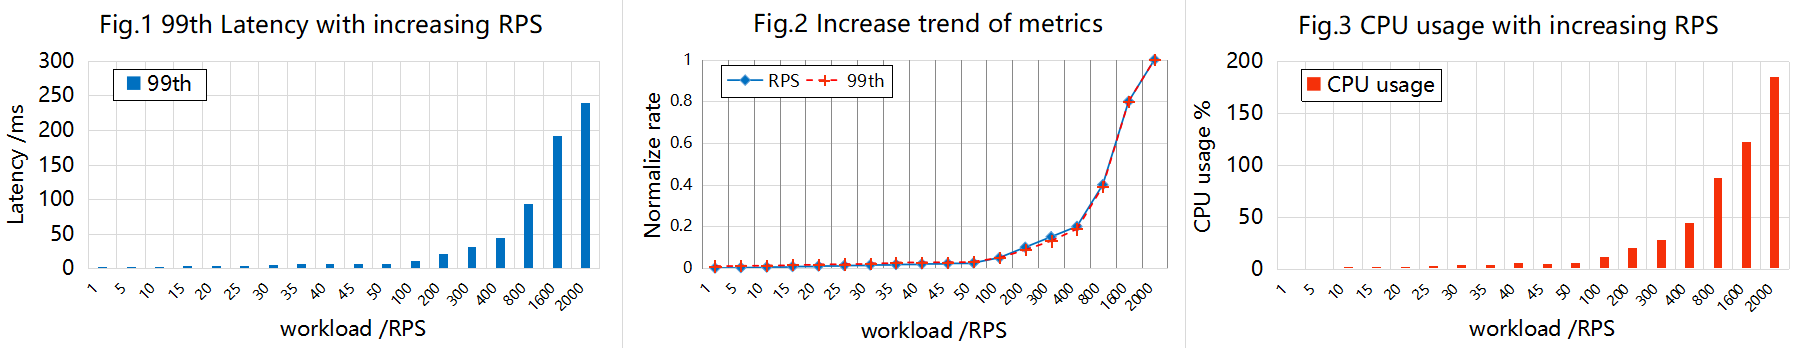 Fig.1 99th Latency with increasing RPS
300
250
200
150
100
50
0
Latency /ms
99th
1 5 10 15 20 25 30 35 40 45 50 100 200 300 400 800 1600 2000
workload /RPS
Fig.2 Increase trend of metrics
1
0.8
0.6
0.4
0.2
0
Normalize rate
RPS 99th
1 5 10 15 20 25 30 35 40 45 50 100 200 300 400 800 1600 2000
workload /RPS
Fig.3 CPU usage with increasing RPS
200
150
100
50
0
CPU usage %
CPU usage
1 5 10 15 20 25 30 35 40 45 50 100 200 300 400 800 1600 2000
workload /RPS